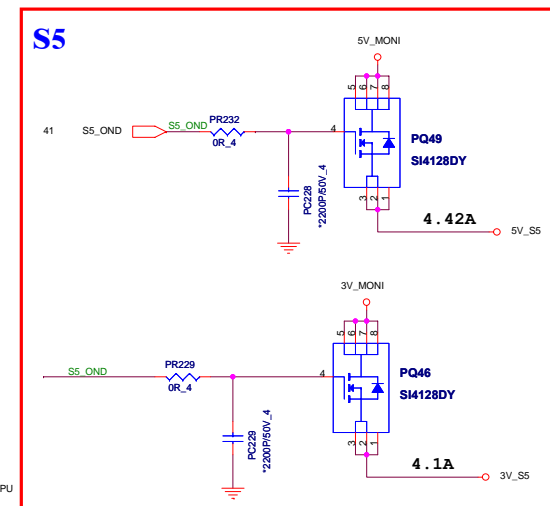 S5
5V_MONI
5 6 7 8
41 S5_OND S5_OND PR232
0R_4
4
PQ49
SI4128DY
PC228
*2200P/50V_4
3 2 1
4.42A
5V_S5
3V_MONI
5 6 7 8
S5_OND PR229
0R_4
4
PQ46
SI4128DY
PC229
*2200P/50V_4
3 2 1
4.1A
3V_S5
PU